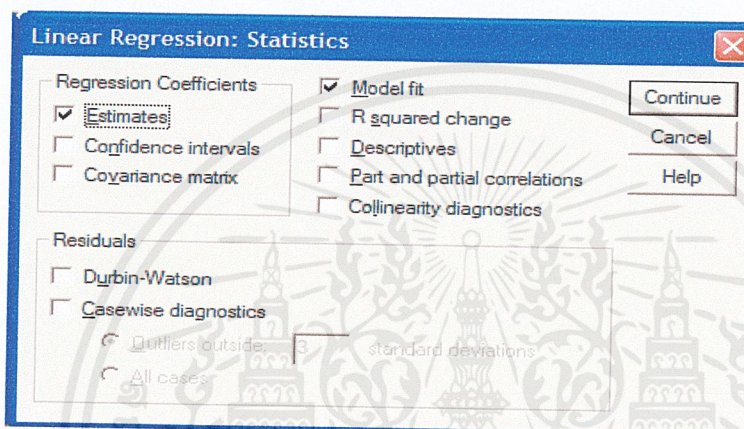 Linear Regression: Statistics
Regression Coefficients
Estimates
Confidence intervals
Covariance matrix
Model fit
R squared change
Descriptives
Part and partial correlations
Collinearity diagnostics
Continue
Cancel
Help
Residuals
Durbin-Watson
Casewise diagnostics
Outliers outside: 3 standard deviations
All cases